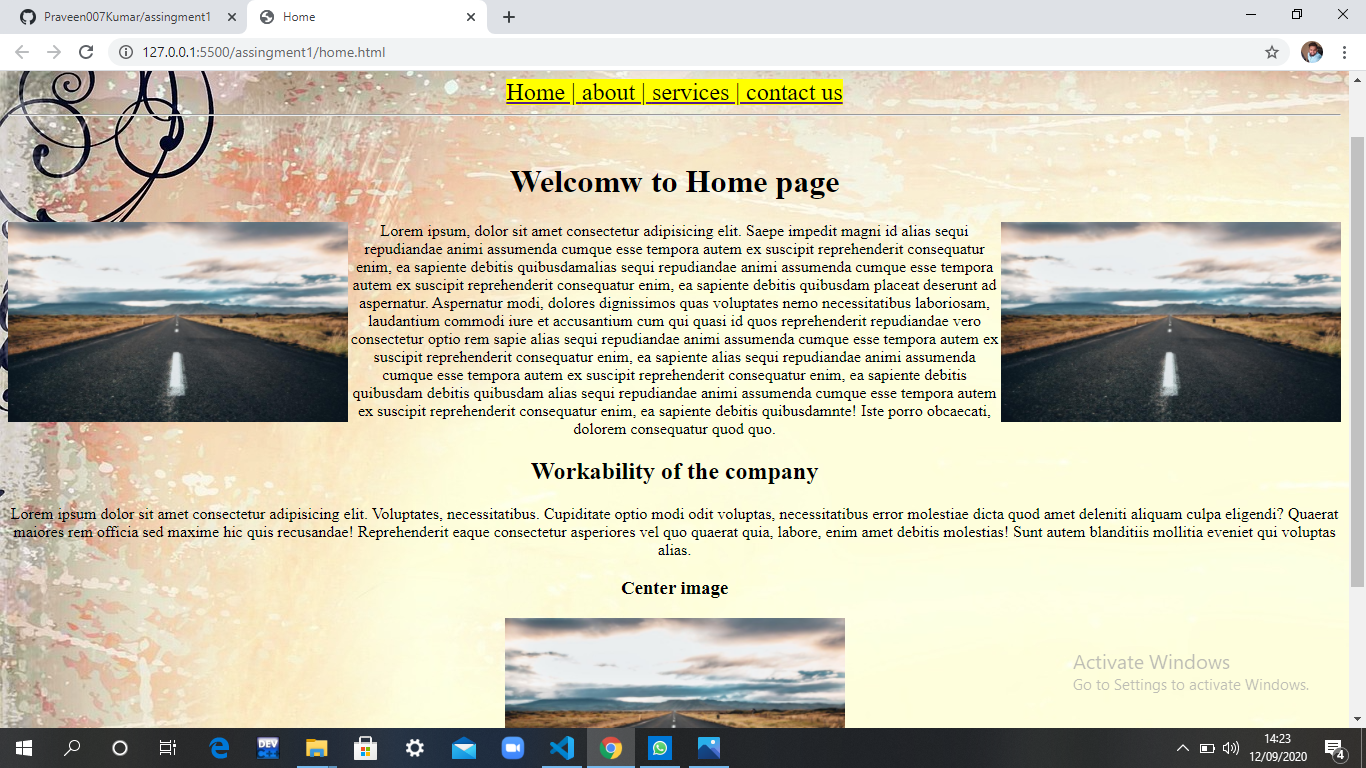 Praveen007Kumar/assingment1
Home
127.0.0.1:5500/assingment1/home.html
Home | about | services | contact us
Welcomw to Home page
Lorem ipsum, dolor sit amet consectetur adipisicing elit. Saepe impedit magni id alias sequi
repudiandae animi assumenda cumque esse tempora autem ex suscipit reprehenderit consequatur
enim, ea sapiente debitis quibusdamalias sequi repudiandae animi assumenda cumque esse tempora
autem ex suscipit reprehenderit consequatur enim, ea sapiente debitis quibusdam placeat deserunt ad
aspernatur. Aspernatur modi, dolores dignissimos quas voluptates nemo necessitatibus laboriosam,
laudantium commodi iure et accusantium cum qui quasi id quos reprehenderit repudiandae vero
consectetur optio rem sapie alias sequi repudiandae animi assumenda cumque esse tempora autem ex
suscipit reprehenderit consequatur enim, ea sapiente alias sequi repudiandae animi assumenda
cumque esse tempora autem ex suscipit reprehenderit consequatur enim, ea sapiente debitis
quibusdam debitis quibusdam alias sequi repudiandae animi assumenda cumque esse tempora autem
ex suscipit reprehenderit consequatur enim, ea sapiente debitis quibusdamnte! Iste porro obcaecati,
dolorem consequatur quod quo.
Workability of the company
Lorem ipsum dolor sit amet consectetur adipisicing elit. Voluptates, necessitatibus. Cupiditate optio modi odit voluptas, necessitatibus error molestiae dicta quod amet deleniti aliquam culpa eligendi? Quaerat
maiores rem officia sed maxime hic quis recusandae! Reprehenderit eaque consectetur asperiores vel quo quaerat quia, labore, enim amet debitis molestias! Sunt autem blanditiis mollitia eveniet qui voluptas
alias.
Center image
Activate Windows
Go to Settings to activate Windows.
DEV
14:23
12/09/2020
4